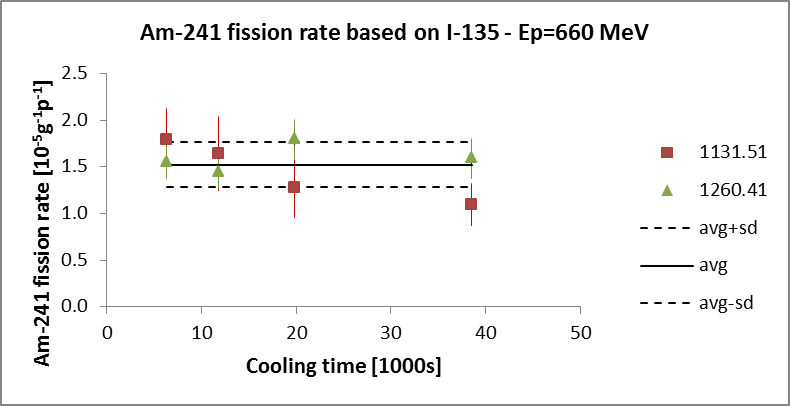 Am-241 fission rate based on I-135 - Ep=660 MeV
Am-241 fission rate [10⁻⁵g⁻¹p⁻¹]
2.5
2.0
1.5
1.0
0.5
0.0
0 10 20 30 40 50
Cooling time [1000s]
1131.51
1260.41
avg+sd
avg
avg-sd